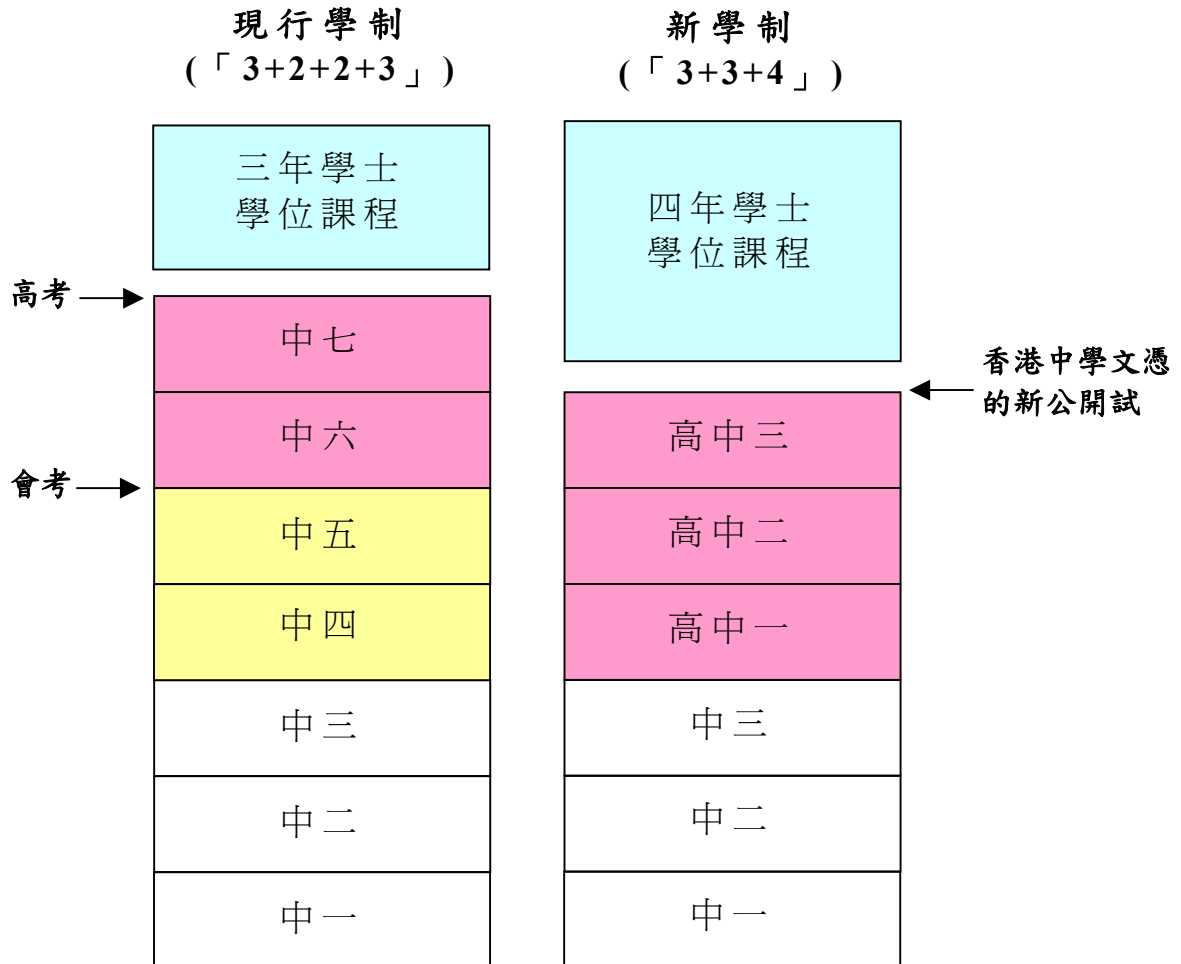 現行學制
(「3+2+2+3」)
三年學士
學位課程
高考
中七
中六
會考
中五
中四
中三
中二
中一
新學制
(「3+3+4」)
四年學士
學位課程
香港中學文憑
的新公開試
高中三
高中二
高中一
中三
中二
中一